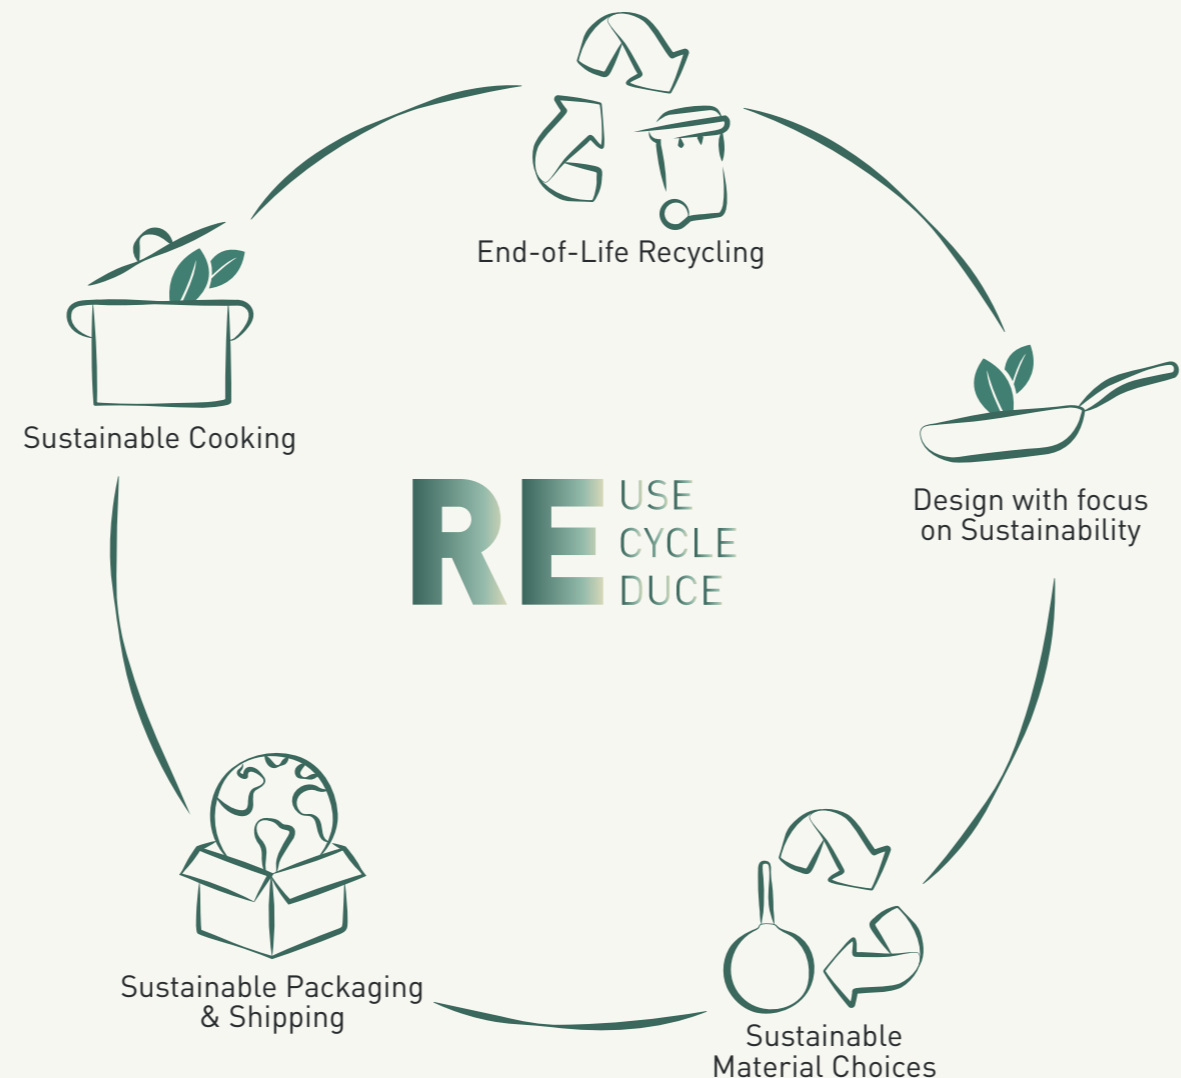 End-of-Life Recycling
Sustainable Cooking
Design with focus
on Sustainability
RE
USE
CYCLE
DUCE
Sustainable Packaging
& Shipping
Sustainable
Material Choices